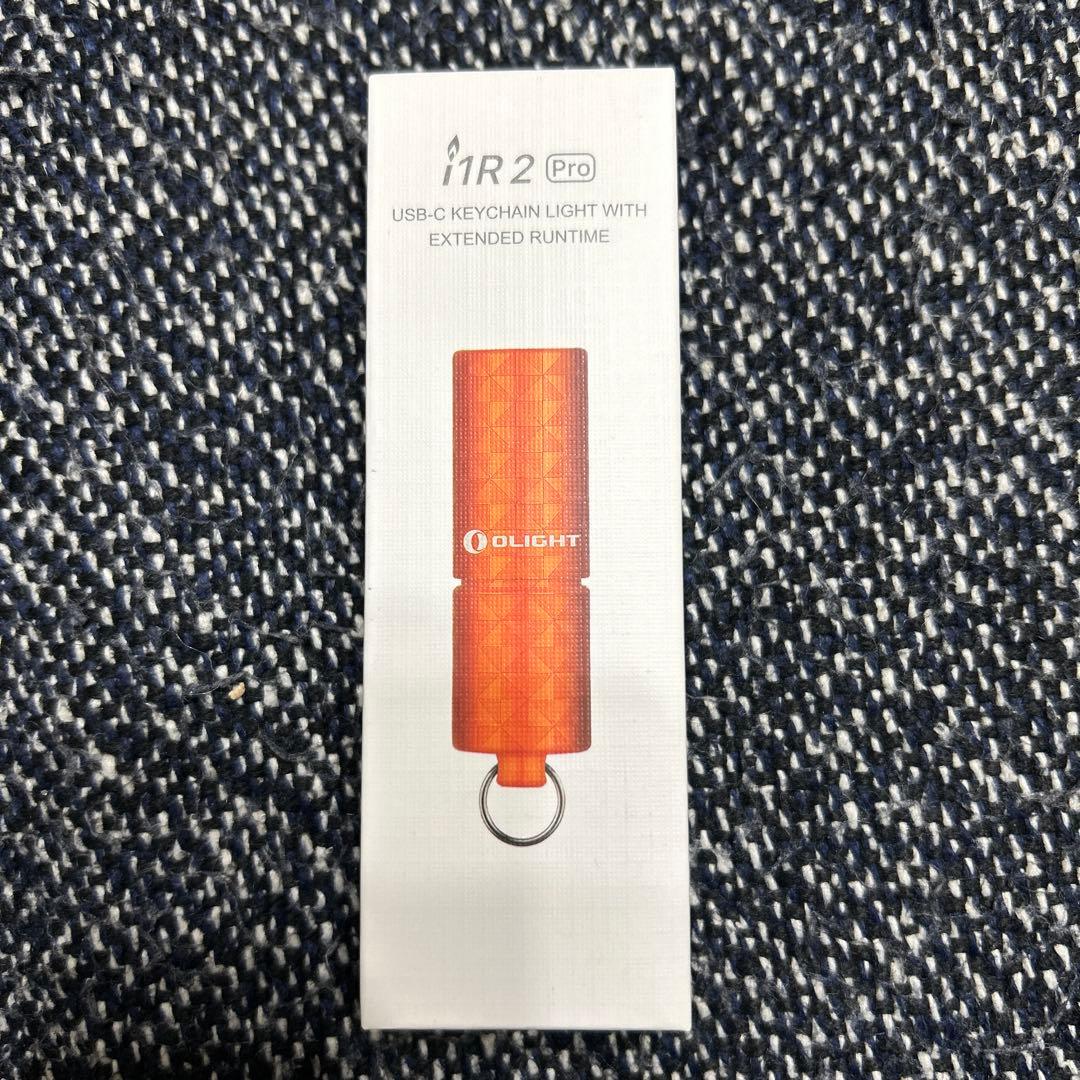 i1R 2 Pro
USB-C KEYCHAIN LIGHT WITH
EXTENDED RUNTIME
OLIGHT